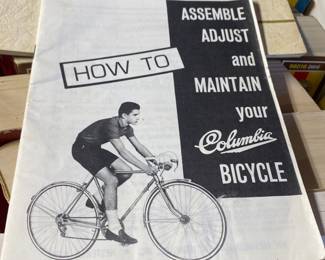 HOW TO
ASSEMBLE
ADJUST
and
MAINTAIN
your
Columbia
BICYCLE